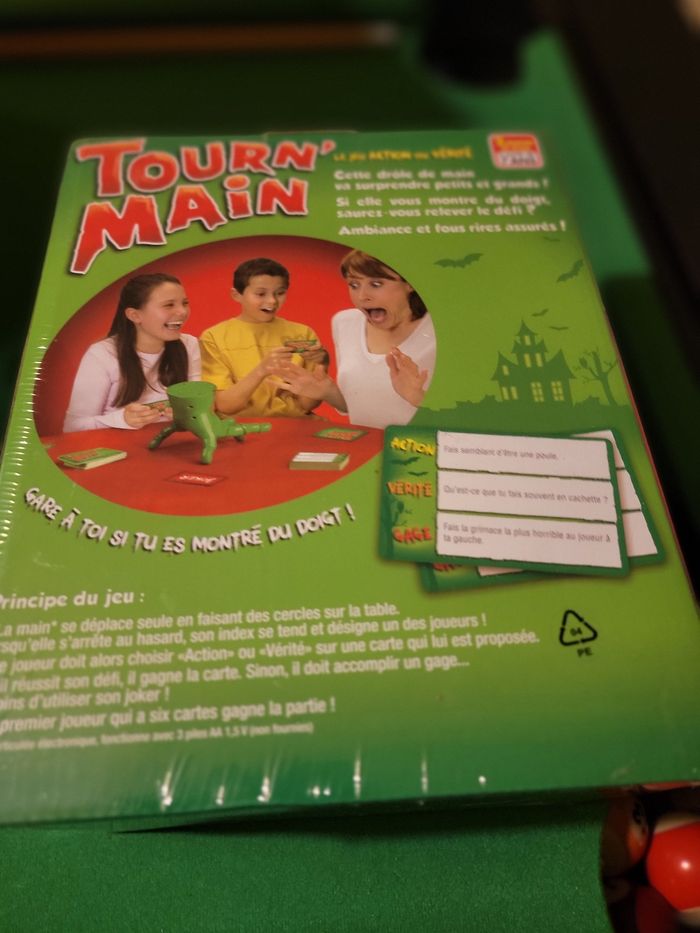 TOURN'
MAIN
LE JEU ACTION OU VÉRITÉ
Cette drôle de main
va surprendre petits et grands !
Si elle vous montre du doigt,
saurez-vous relever le défi ?
Ambiance et fous rires assurés !
ACTION
Fais semblant d'être une poule.
VÉRITÉ
Qu'est-ce que tu fais souvent en cachette ?
GAGE
Fais la grimace la plus horrible au joueur à
ta gauche.
GARE À TOI SI TU ES MONTRÉ DU DOIGT !
Principe du jeu :
La main* se déplace seule en faisant des cercles sur la table.
rsqu'elle s'arrête au hasard, son index se tend et désigne un des joueurs !
e joueur doit alors choisir «Action» ou «Vérité» sur une carte qui lui est proposée.
il réussit son défi, il gagne la carte. Sinon, il doit accomplir un gage...
oins d'utiliser son joker !
premier joueur qui a six cartes gagne la partie !
rticule électronique, fonctionne avec 3 piles AA 1,5 V (non fournies)
04
PE